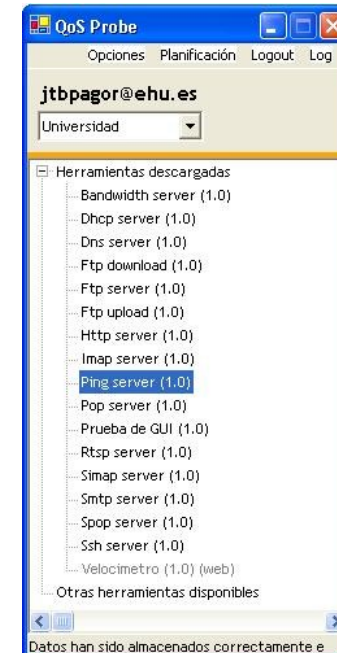 QoS Probe
Opciones Planificación Logout Log
jtbpagor@ehu.es
Universidad
Herramientas descargadas
Bandwidth server (1.0)
Dhcp server (1.0)
Dns server (1.0)
Ftp download (1.0)
Ftp server (1.0)
Ftp upload (1.0)
Http server (1.0)
Imap server (1.0)
Ping server (1.0)
Pop server (1.0)
Prueba de GUI (1.0)
Rtsp server (1.0)
Simap server (1.0)
Smtp server (1.0)
Spop server (1.0)
Ssh server (1.0)
Velocimetro (1.0) (web)
Otras herramientas disponibles
Datos han sido almacenados correctamente e